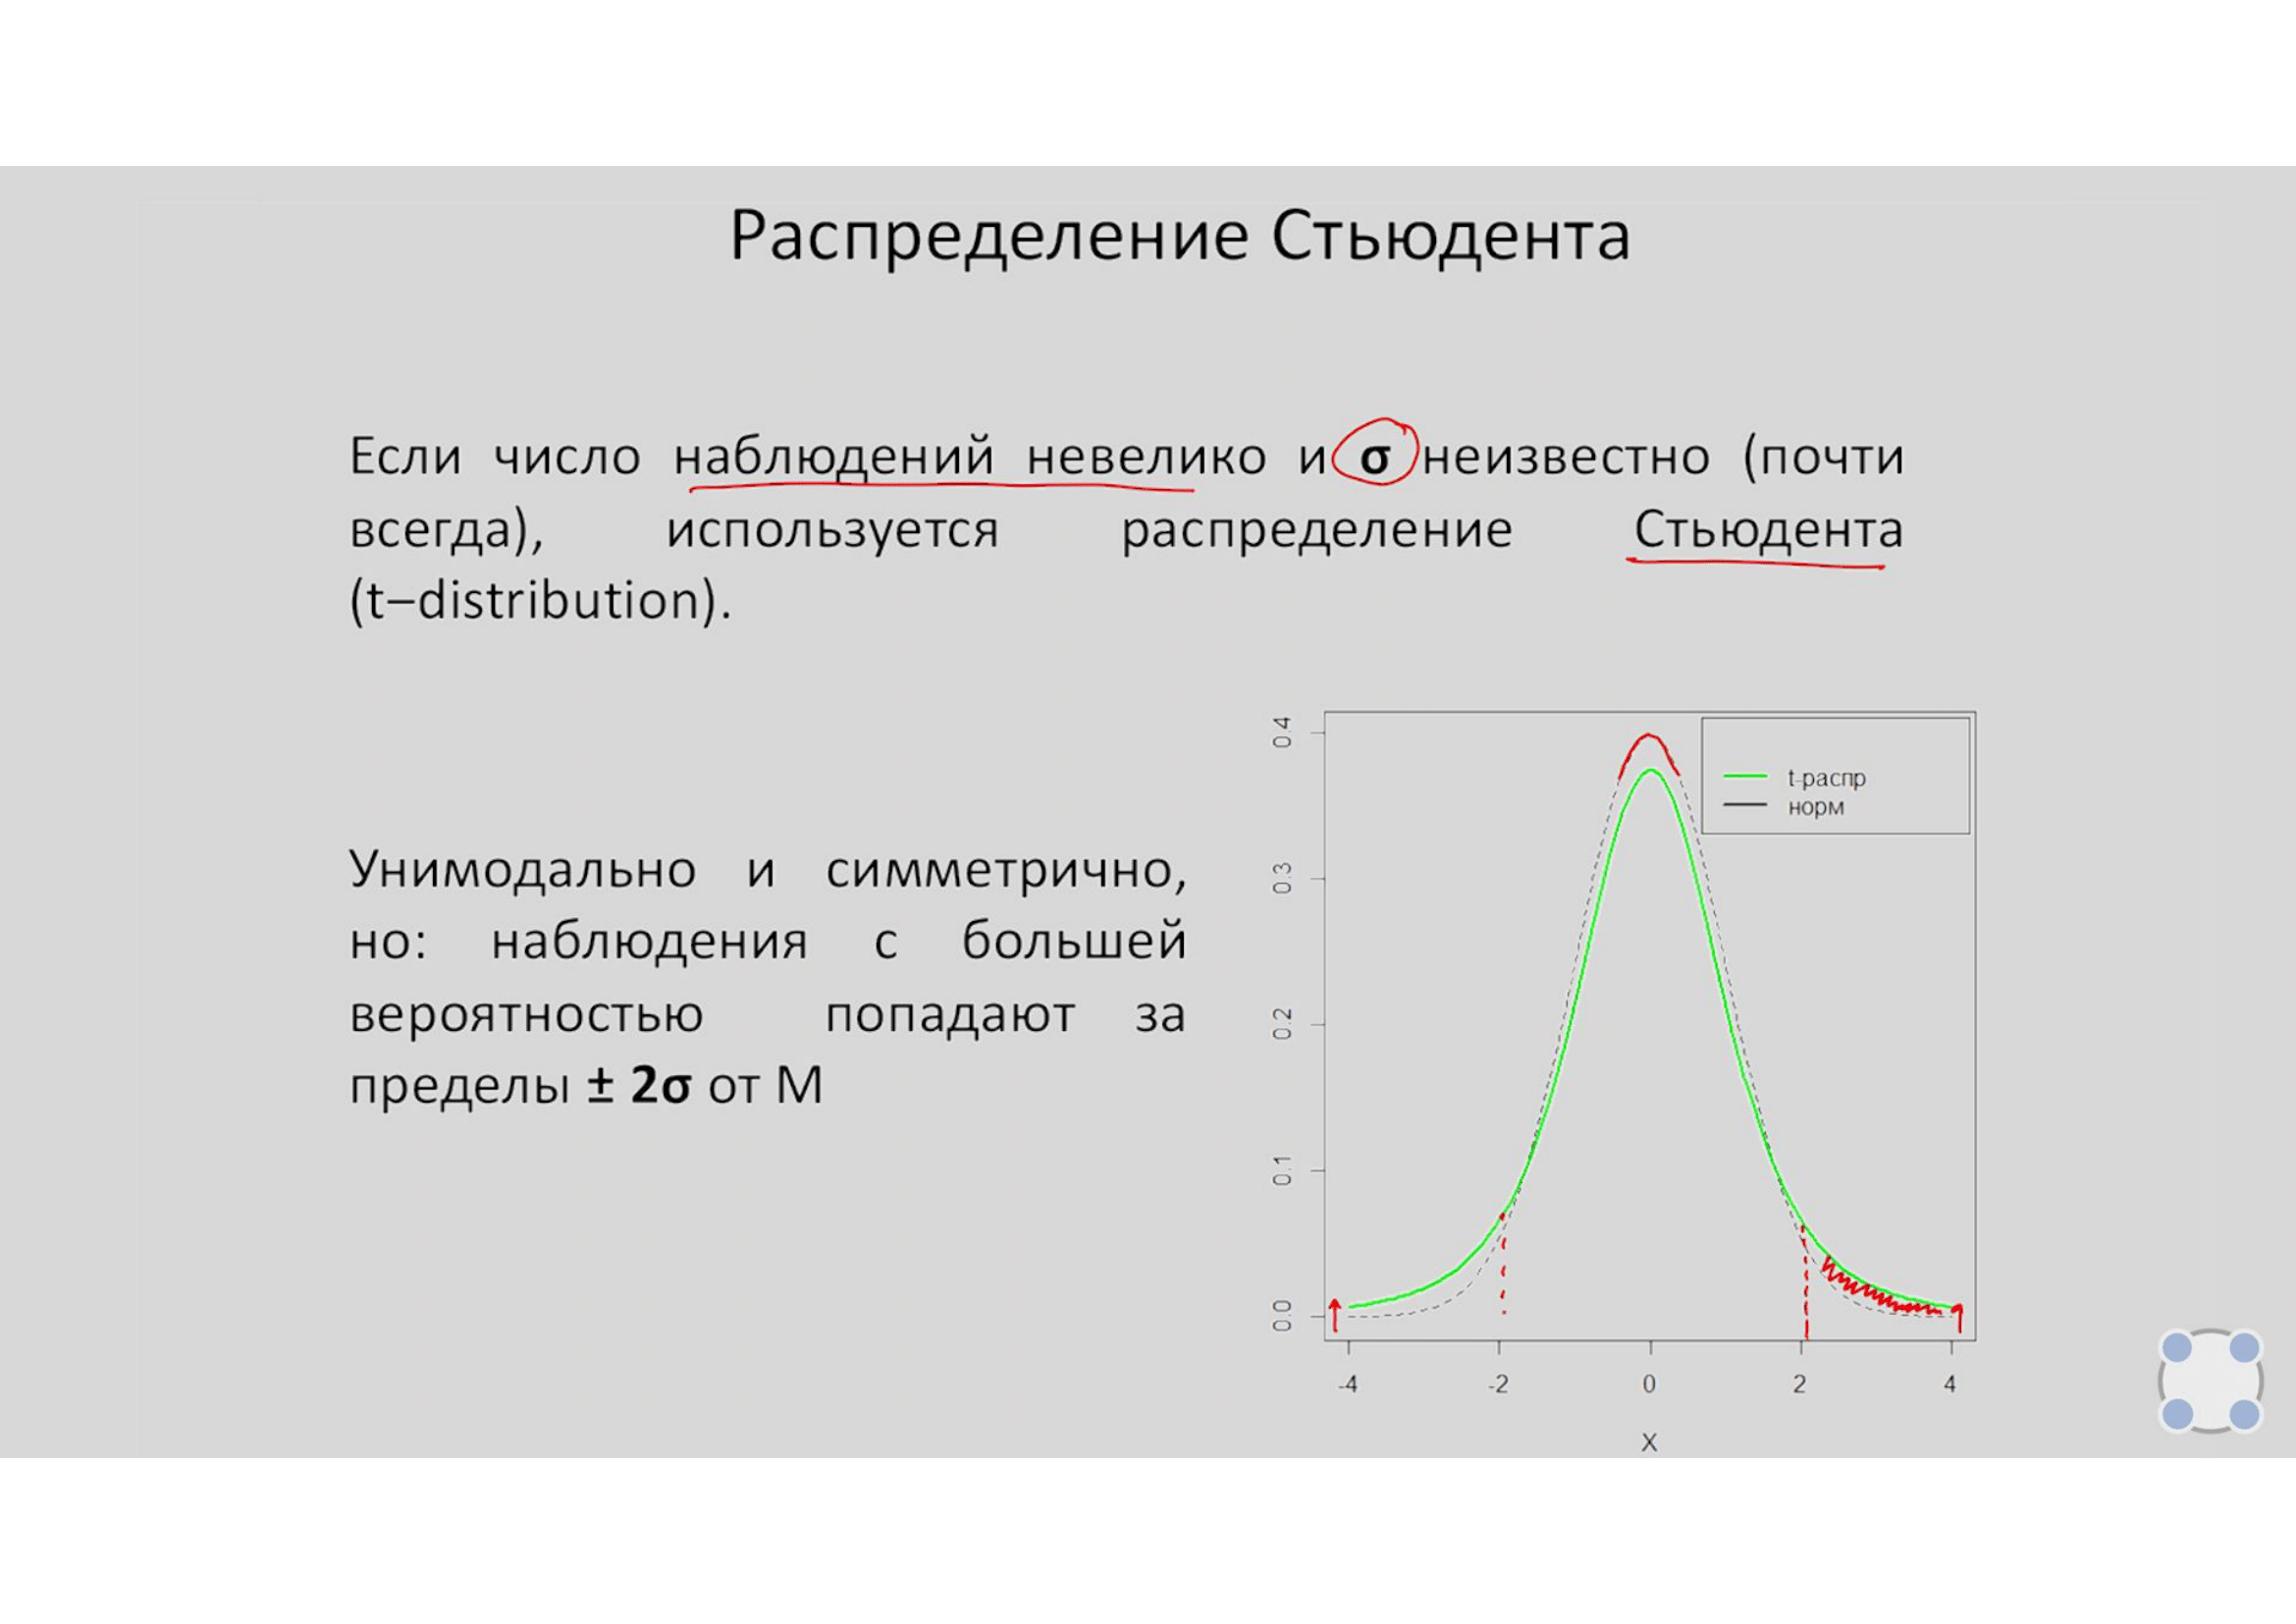 Распределение Стьюдента
Если число наблюдений невелико и σ неизвестно (почти
всегда), используется распределение Стьюдента
(t–distribution).
Унимодально и симметрично,
но: наблюдения с большей
вероятностью попадают за
пределы ± 2σ от М
t-распр
норм
0.4
0.3
0.2
0.1
0.0
-4 -2 0 2 4
X